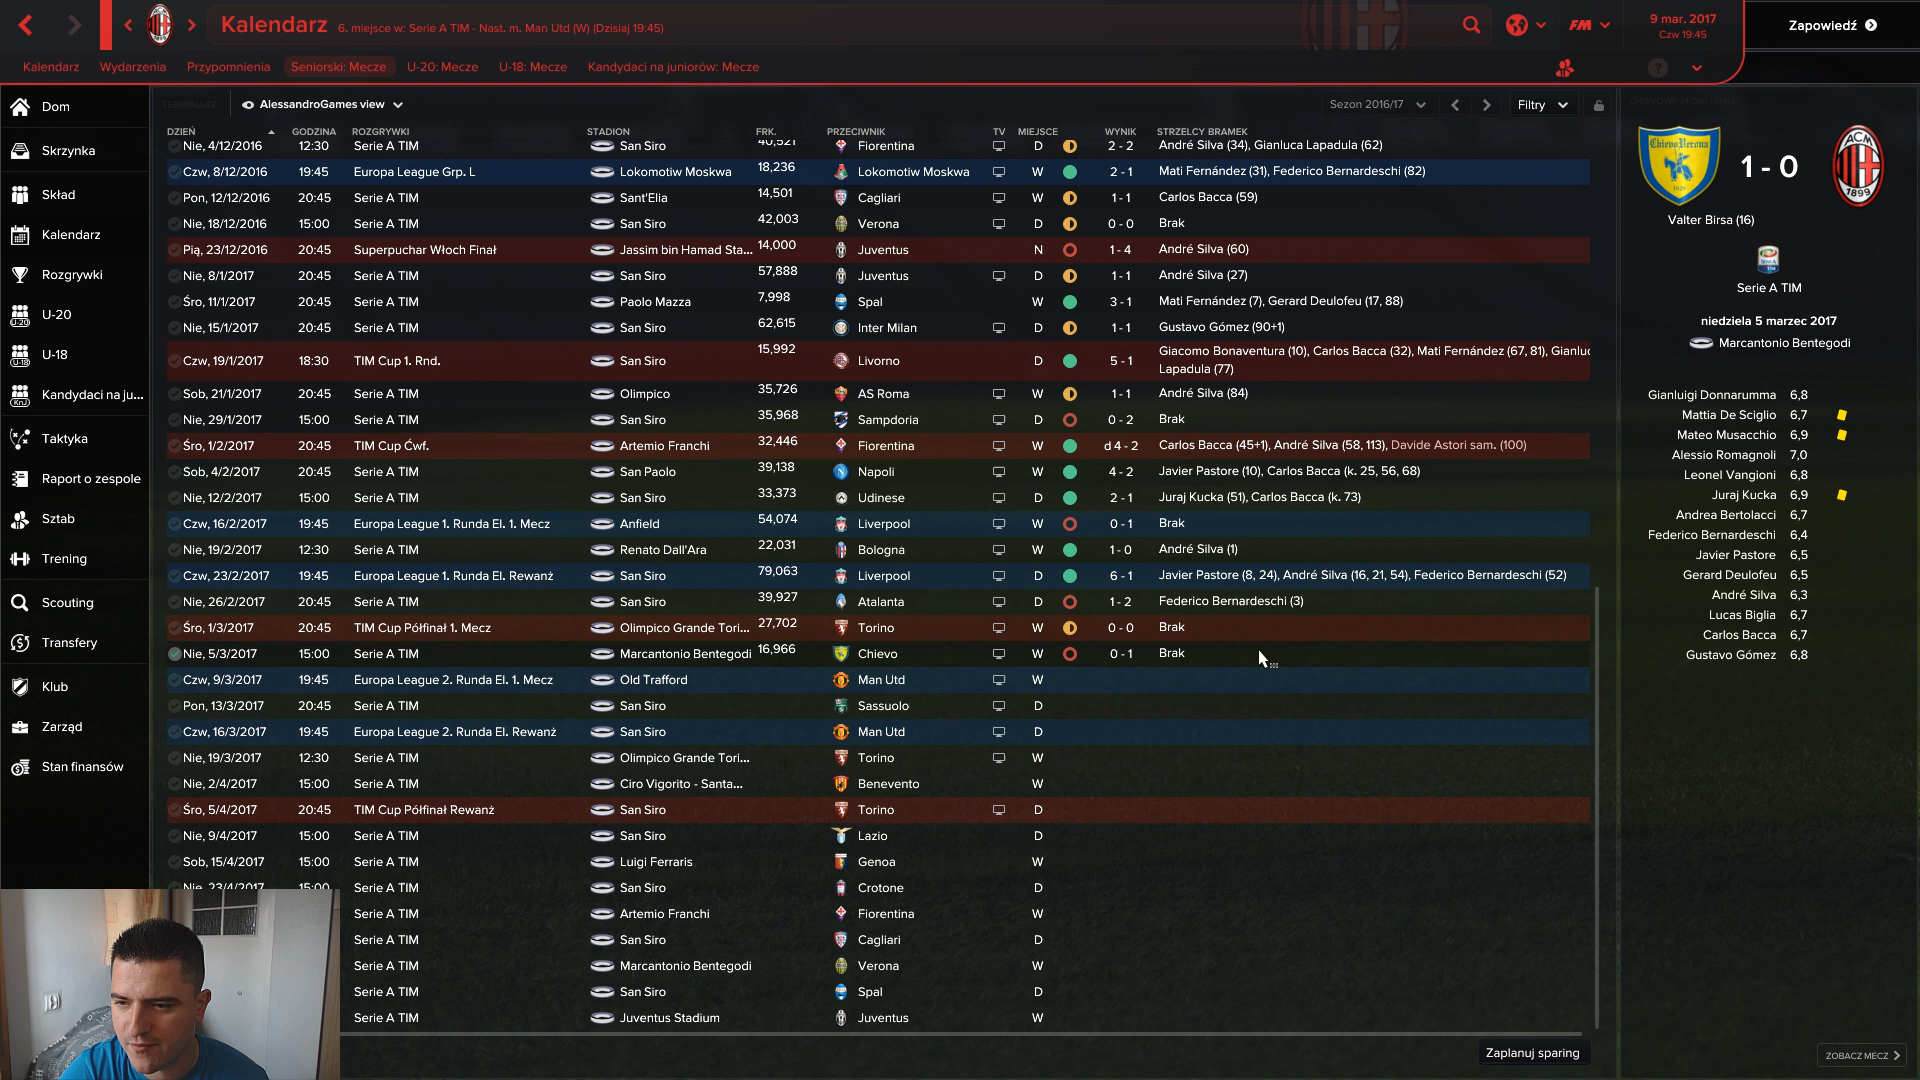 Kalendarz 6. miejsce w: Serie A TIM - Nast. m. Man Utd (W) (Dzisiaj 19:45)
FM
9 mar. 2017
Czw 19:45
Zapowiedź
Kalendarz Wydarzenia Przypomnienia Seniorski: Mecze U-20: Mecze U-18: Mecze Kandydaci na juniorów: Mecze
Dom
Skrzynka
Skład
Kalendarz
Rozgrywki
U-20
U-18
Kandydaci na ju...
Taktyka
Raport o zespole
Sztab
Trening
Scouting
Transfery
Klub
Zarząd
Stan finansów
TERMINARZ AlessandroGames view Sezon 2016/17 Filtry
DZIEŃ GODZINA ROZGRYWKI STADION FRK. PRZECIWNIK TV MIEJSCE WYNIK STRZELCY BRAMEK
Nie, 4/12/2016 12:30 Serie A TIM San Siro 40,521 Fiorentina D 2 - 2 André Silva (34), Gianluca Lapadula (62)
Czw, 8/12/2016 19:45 Europa League Grp. L Lokomotiw Moskwa 18,236 Lokomotiw Moskwa W 2 - 1 Mati Fernández (31), Federico Bernardeschi (82)
Pon, 12/12/2016 20:45 Serie A TIM Sant'Elia 14,501 Cagliari W 1 - 1 Carlos Bacca (59)
Nie, 18/12/2016 15:00 Serie A TIM San Siro 42,003 Verona D 0 - 0 Brak
Pią, 23/12/2016 20:45 Superpuchar Włoch Finał Jassim bin Hamad Sta... 14,000 Juventus N 1 - 4 André Silva (60)
Nie, 8/1/2017 20:45 Serie A TIM San Siro 57,888 Juventus D 1 - 1 André Silva (27)
Śro, 11/1/2017 20:45 Serie A TIM Paolo Mazza 7,998 Spal W 3 - 1 Mati Fernández (7), Gerard Deulofeu (17, 88)
Nie, 15/1/2017 20:45 Serie A TIM San Siro 62,615 Inter Milan D 1 - 1 Gustavo Gómez (90+1)
Czw, 19/1/2017 18:30 TIM Cup 1. Rnd. San Siro 15,992 Livorno D 5 - 1 Giacomo Bonaventura (10), Carlos Bacca (32), Mati Fernández (67, 81), Gianluc
Lapadula (77)
Sob, 21/1/2017 20:45 Serie A TIM Olimpico 35,726 AS Roma W 1 - 1 André Silva (84)
Nie, 29/1/2017 15:00 Serie A TIM San Siro 35,968 Sampdoria D 0 - 2 Brak
Śro, 1/2/2017 20:45 TIM Cup Ćwf. Artemio Franchi 32,446 Fiorentina W d 4 - 2 Carlos Bacca (45+1), André Silva (58, 113), Davide Astori sam. (100)
Sob, 4/2/2017 20:45 Serie A TIM San Paolo 39,138 Napoli W 4 - 2 Javier Pastore (10), Carlos Bacca (k. 25, 56, 68)
Nie, 12/2/2017 15:00 Serie A TIM San Siro 33,373 Udinese D 2 - 1 Juraj Kucka (51), Carlos Bacca (k. 73)
Czw, 16/2/2017 19:45 Europa League 1. Runda El. 1. Mecz Anfield 54,074 Liverpool W 0 - 1 Brak
Nie, 19/2/2017 12:30 Serie A TIM Renato Dall'Ara 22,031 Bologna W 1 - 0 André Silva (1)
Czw, 23/2/2017 19:45 Europa League 1. Runda El. Rewanż San Siro 79,063 Liverpool D 6 - 1 Javier Pastore (8, 24), André Silva (16, 21, 54), Federico Bernardeschi (52)
Nie, 26/2/2017 20:45 Serie A TIM San Siro 39,927 Atalanta D 1 - 2 Federico Bernardeschi (3)
Śro, 1/3/2017 20:45 TIM Cup Półfinał 1. Mecz Olimpico Grande Tori... 27,702 Torino W 0 - 0 Brak
Nie, 5/3/2017 15:00 Serie A TIM Marcantonio Bentegodi 16,966 Chievo W 0 - 1 Brak
Czw, 9/3/2017 19:45 Europa League 2. Runda El. 1. Mecz Old Trafford Man Utd W
Pon, 13/3/2017 20:45 Serie A TIM San Siro Sassuolo D
Czw, 16/3/2017 19:45 Europa League 2. Runda El. Rewanż San Siro Man Utd D
Nie, 19/3/2017 12:30 Serie A TIM Olimpico Grande Tori... Torino W
Nie, 2/4/2017 15:00 Serie A TIM Ciro Vigorito - Santa... Benevento W
Śro, 5/4/2017 20:45 TIM Cup Półfinał Rewanż San Siro Torino D
Nie, 9/4/2017 15:00 Serie A TIM San Siro Lazio D
Sob, 15/4/2017 15:00 Serie A TIM Luigi Ferraris Genoa W
Nie, 23/4/2017 15:00 Serie A TIM San Siro Crotone D
Serie A TIM Artemio Franchi Fiorentina W
Serie A TIM San Siro Cagliari D
Serie A TIM Marcantonio Bentegodi Verona W
Serie A TIM San Siro Spal D
Serie A TIM Juventus Stadium Juventus W
Zaplanuj sparing
1 - 0
Valter Birsa (16)
Serie A TIM
niedziela 5 marzec 2017
Marcantonio Bentegodi
Gianluigi Donnarumma 6,8
Mattia De Sciglio 6,7
Mateo Musacchio 6,9
Alessio Romagnoli 7,0
Leonel Vangioni 6,8
Juraj Kucka 6,9
Andrea Bertolacci 6,7
Federico Bernardeschi 6,4
Javier Pastore 6,5
Gerard Deulofeu 6,5
André Silva 6,3
Lucas Biglia 6,7
Carlos Bacca 6,7
Gustavo Gómez 6,8
ZOBACZ MECZ